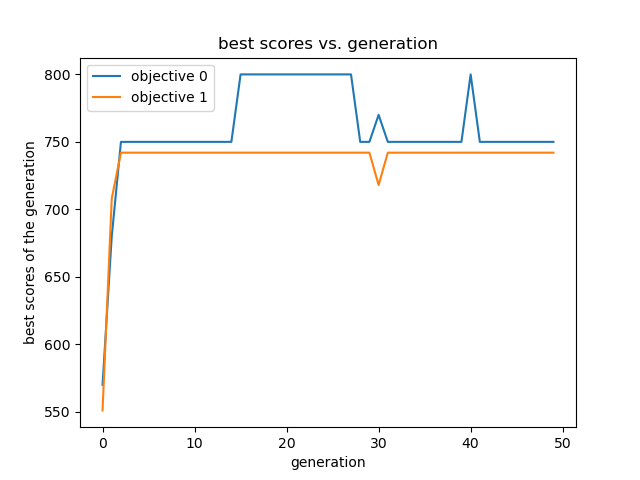 best scores vs. generation
objective 0
objective 1
best scores of the generation
800
750
700
650
600
550
0 10 20 30 40 50
generation